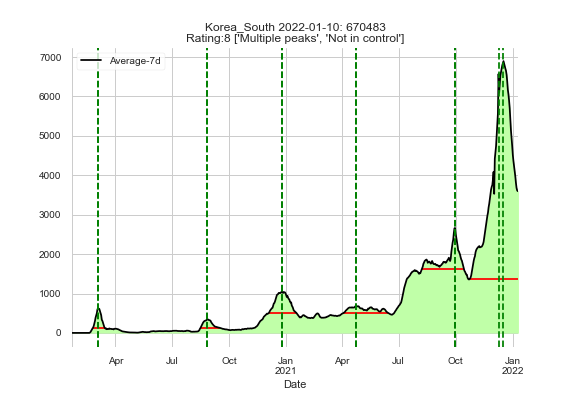 Korea_South 2022-01-10: 670483
Rating:8 ['Multiple peaks', 'Not in control']
Average-7d
7000
6000
5000
4000
3000
2000
1000
0
Apr Jul Oct Jan Apr Jul Oct Jan
2021 2022
Date